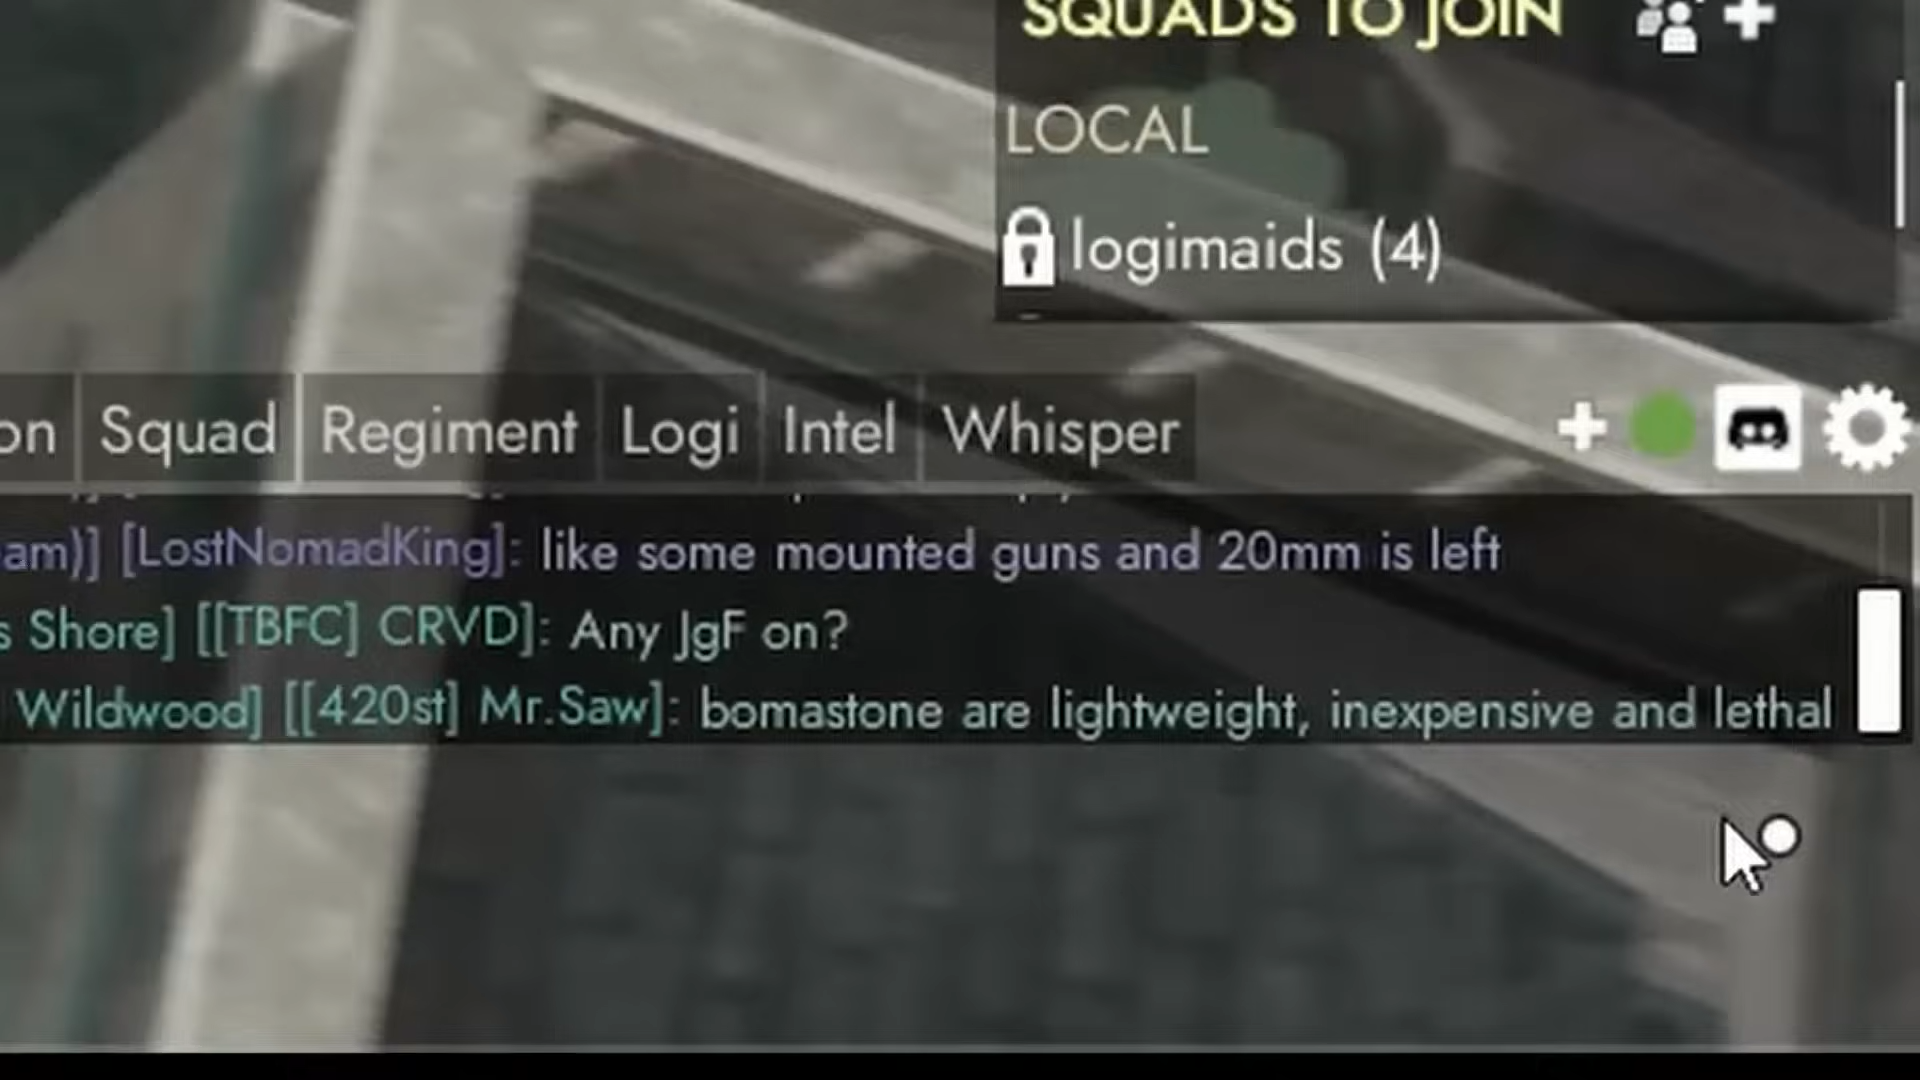 SQUADS TO JOIN
LOCAL
logimaids (4)
on Squad Regiment Logi Intel Whisper
am)] [LostNomadKing]: like some mounted guns and 20mm is left
s Shore] [[TBFC] CRVD]: Any JgF on?
Wildwood] [[420st] Mr.Saw]: bomastone are lightweight, inexpensive and lethal